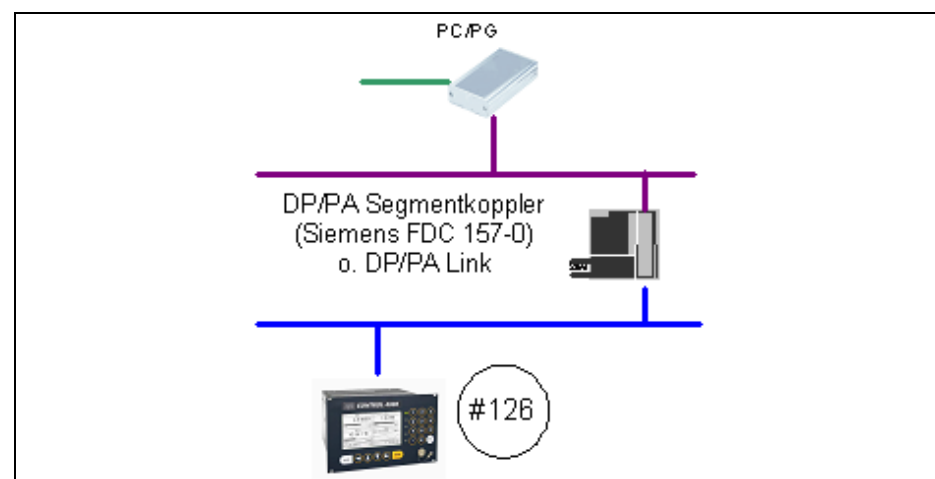 PC/PG
DP/PA Segmentkoppler
(Siemens FDC 157-0)
o. DP/PA Link
#126